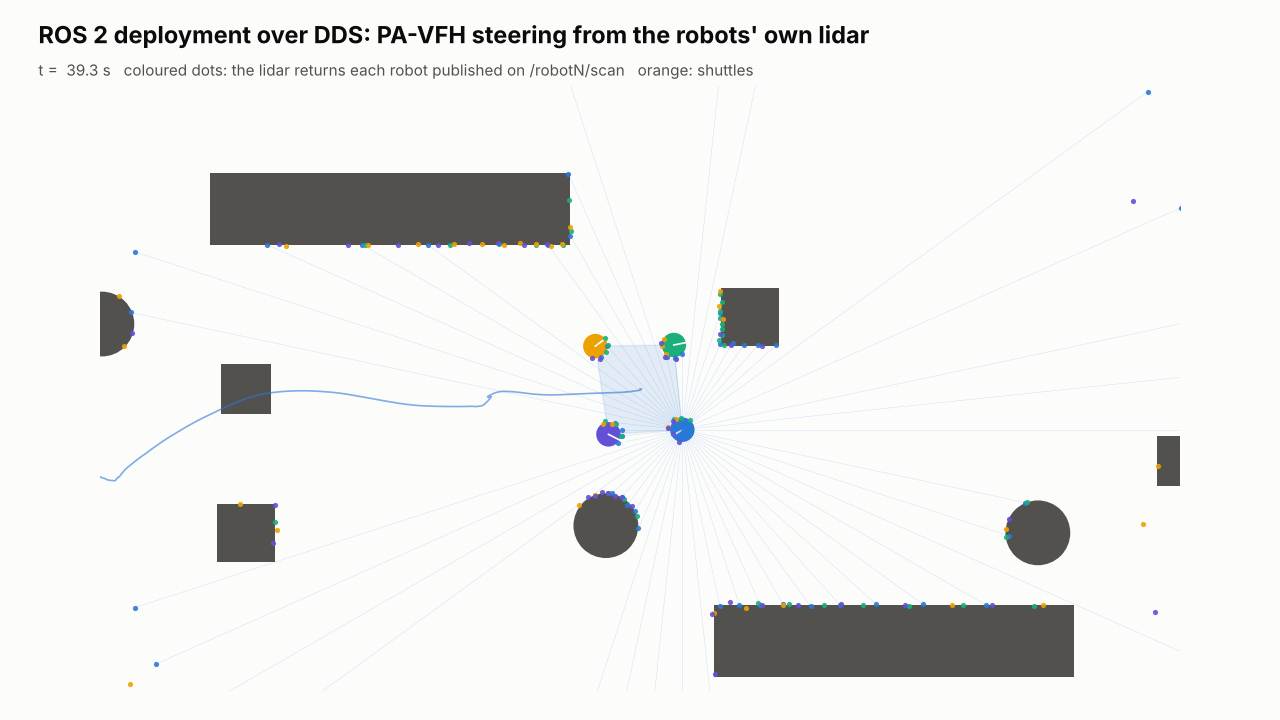 ROS 2 deployment over DDS: PA-VFH steering from the robots' own lidar
t =  39.3 s   coloured dots: the lidar returns each robot published on /robotN/scan   orange: shuttles